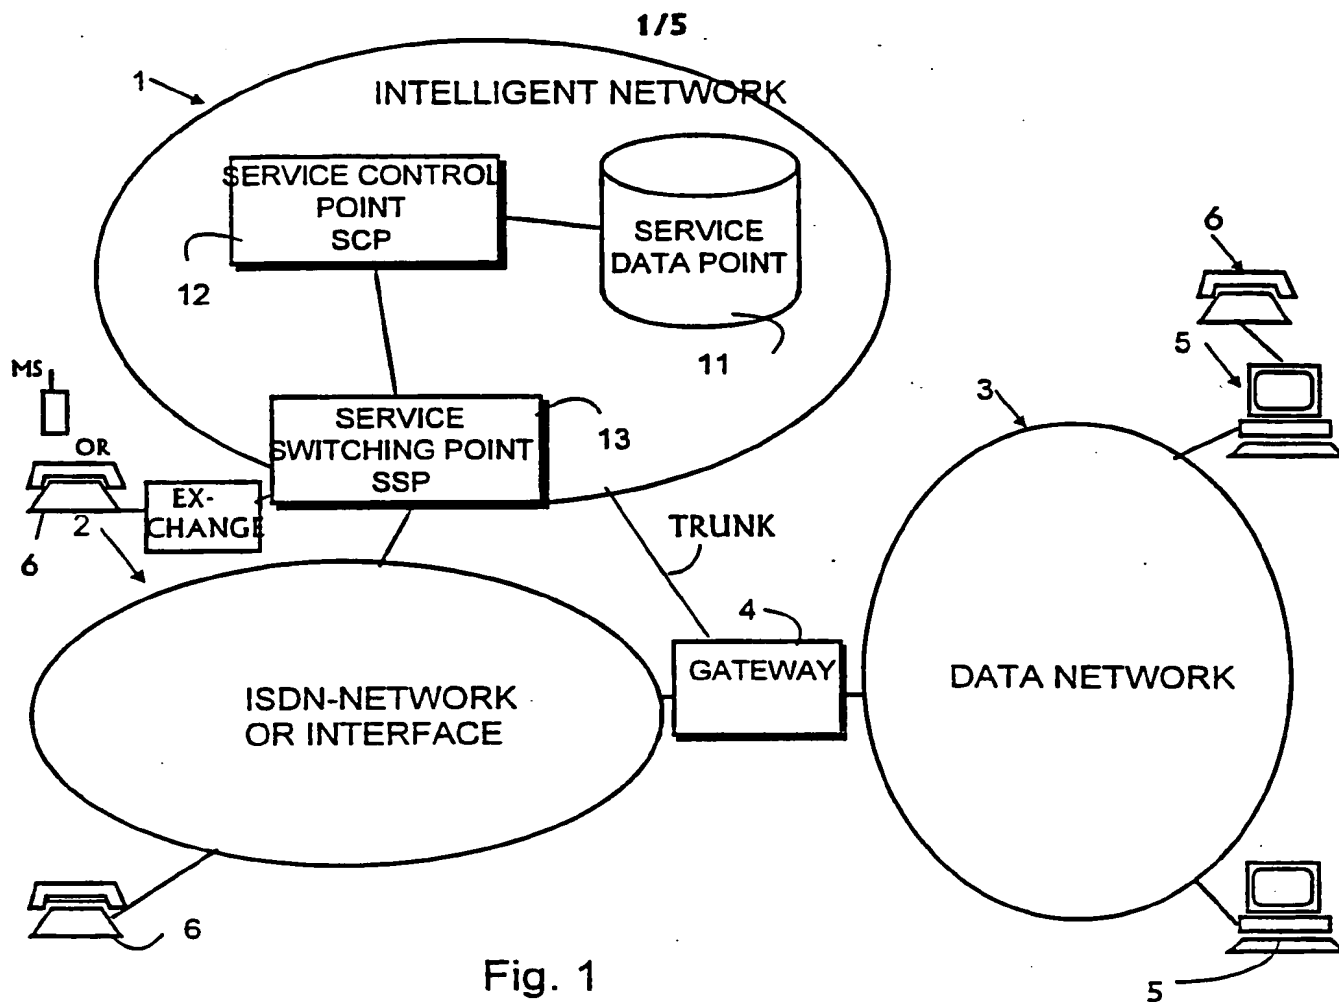 1/5
1
INTELLIGENT NETWORK
SERVICE CONTROL
POINT
SCP
SERVICE
DATA POINT
12
11
6
5
MS
OR
SERVICE
SWITCHING POINT
SSP
13
3
EX-
CHANGE
2
6
TRUNK
4
GATEWAY
ISDN-NETWORK
OR INTERFACE
DATA NETWORK
6
5
Fig. 1